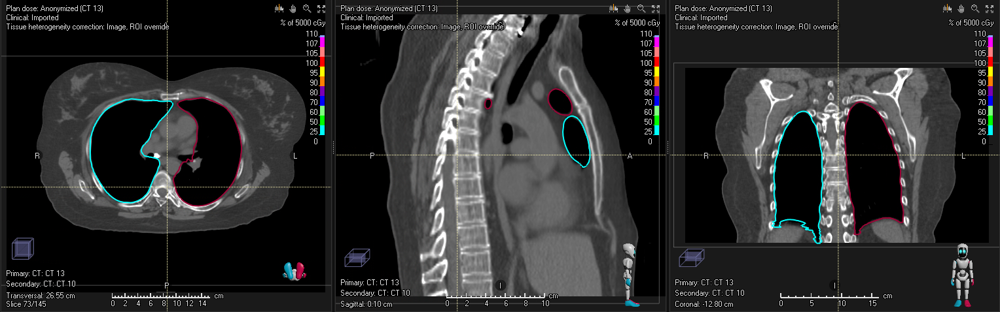 Plan dose: Anonymized (CT 13)
Clinical: Imported
Tissue heterogeneity correction: Image, ROI override
% of 5000 cGy
110
107
105
100
95
90
80
70
60
50
25
0
R
L
P
Primary: CT: CT 13
Secondary: CT: CT 10
Transversal: 26.55 cm
Slice 73/145
0 2 4 6 8 10 12 14 cm
Plan dose: Anonymized (CT 13)
Clinical: Imported
Tissue heterogeneity correction: Image, ROI override
% of 5000 cGy
110
107
105
100
95
90
80
70
60
50
25
0
P
A
I
Primary: CT: CT 13
Secondary: CT: CT 10
Sagittal: 0.10 cm
0 2 4 6 8 10 cm
Plan dose: Anonymized (CT 13)
Clinical: Imported
Tissue heterogeneity correction: Image, ROI override
% of 5000 cGy
110
107
105
100
95
90
80
70
60
50
25
0
R
L
I
Primary: CT: CT 13
Secondary: CT: CT 10
Coronal: -12.80 cm
0 5 10 15 cm